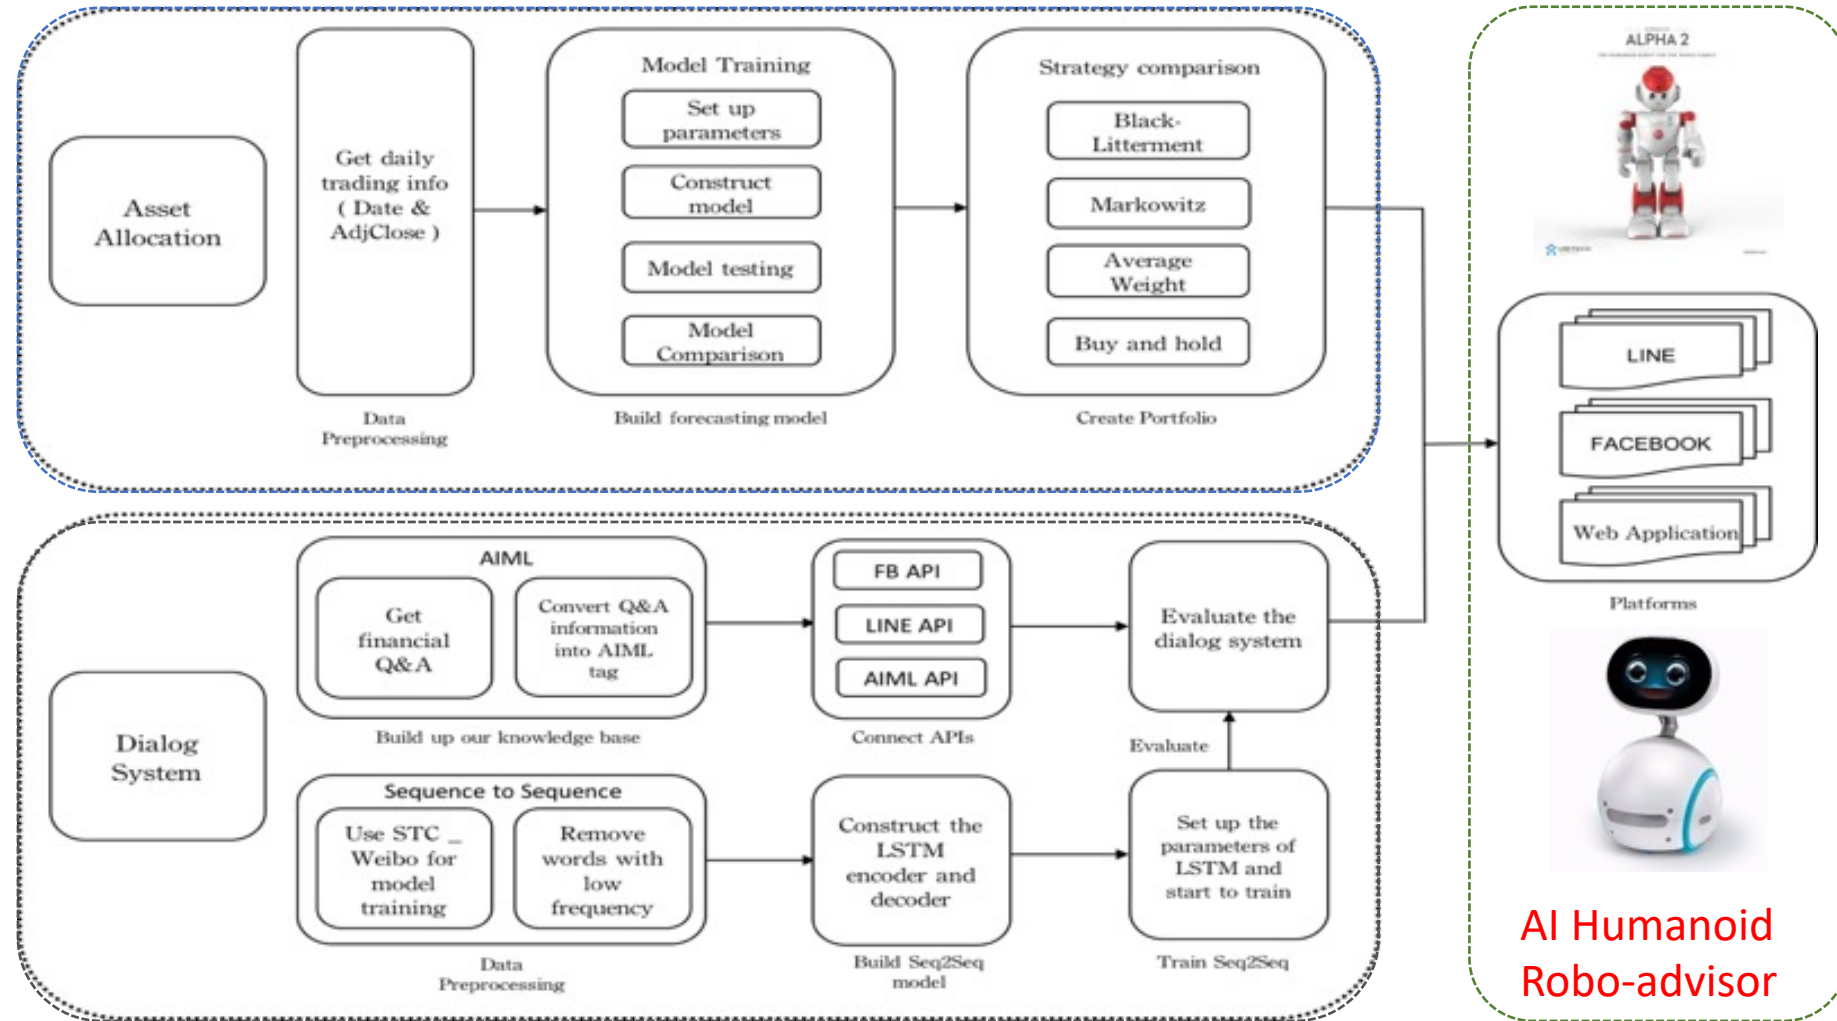 Asset
Allocation
Get daily
trading info
( Date &
AdjClose )
Data
Preprocessing
Model Training
Set up
parameters
Construct
model
Model testing
Model
Comparison
Build forecasting model
Strategy comparison
Black-
Litterment
Markowitz
Average
Weight
Buy and hold
Create Portfolio
Dialog
System
AIML
Get
financial
Q&A
Convert Q&A
information
into AIML
tag
Build up our knowledge base
FB API
LINE API
AIML API
Connect APIs
Evaluate the
dialog system
Evaluate
Sequence to Sequence
Use STC _
Weibo for
model
training
Remove
words with
low
frequency
Data
Preprocessing
Construct the
LSTM
encoder and
decoder
Build Seq2Seq
model
Set up the
parameters of
LSTM and
start to train
Train Seq2Seq
ALPHA 2
LINE
FACEBOOK
Web Application
Platforms
AI Humanoid
Robo-advisor